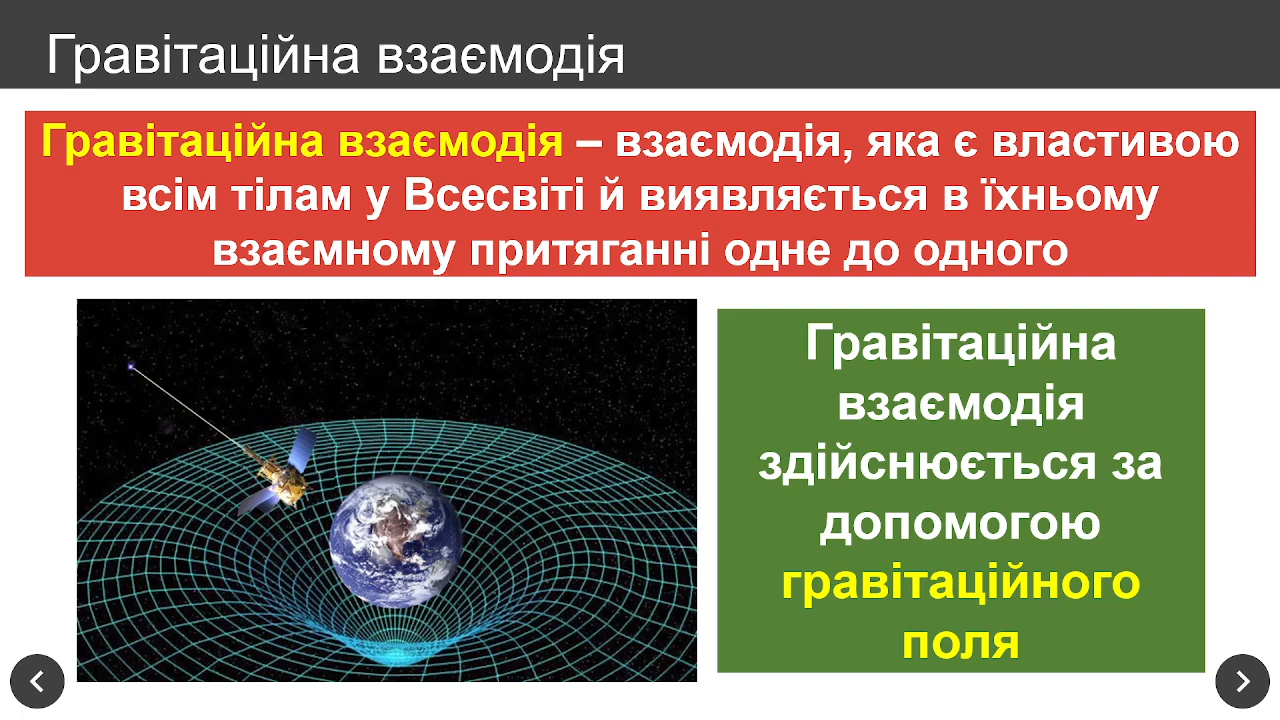 Гравітаційна взаємодія
Гравітаційна взаємодія – взаємодія, яка є властивою
всім тілам у Всесвіті й виявляється в їхньому
взаємному притяганні одне до одного
Гравітаційна
взаємодія
здійснюється за
допомогою
гравітаційного
поля